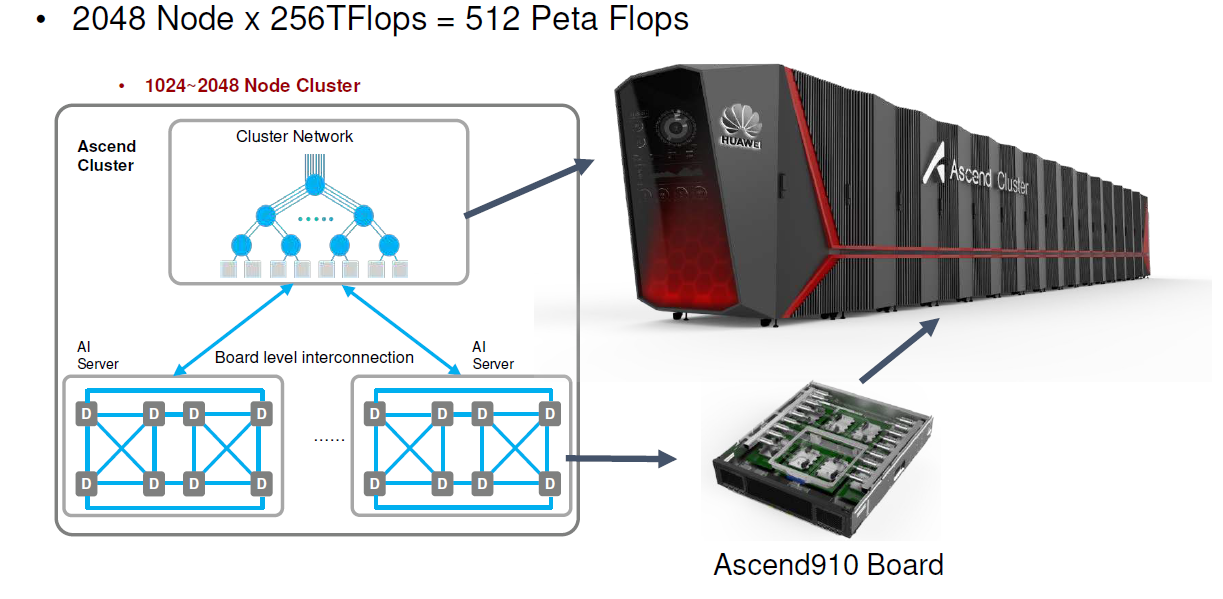 • 2048 Node x 256TFlops = 512 Peta Flops
• 1024~2048 Node Cluster
Ascend
Cluster
Cluster Network
HUAWEI
Ascend Cluster
AI
Server
Board level interconnection
AI
Server
D D D D
D D D D
......
D D D D
D D D D
Ascend910 Board